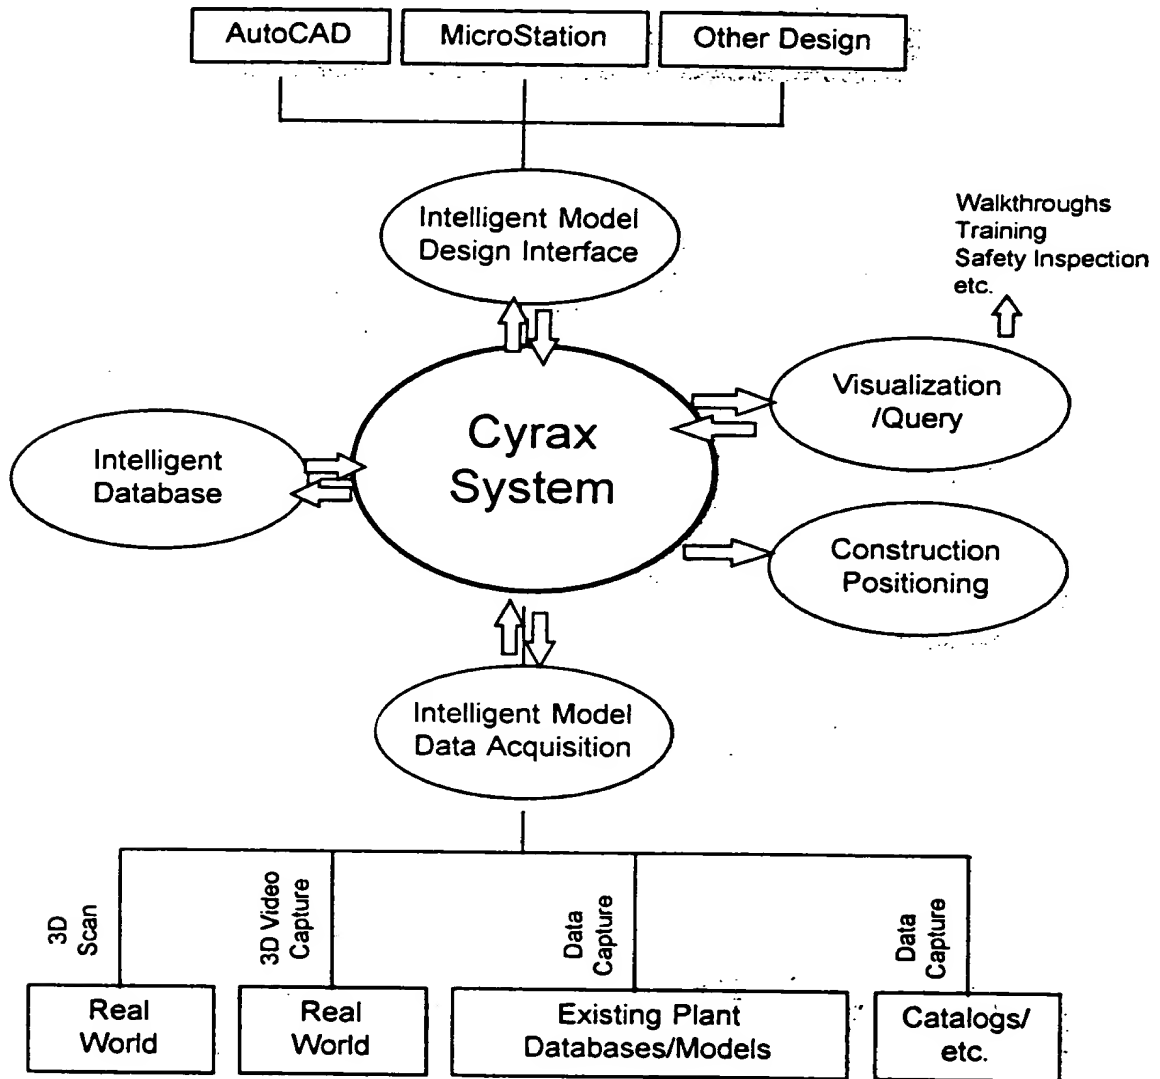 AutoCAD
MicroStation
Other Design
Intelligent Model
Design Interface
Walkthroughs
Training
Safety Inspection
etc.
Visualization
/Query
Cyrax
System
Intelligent
Database
Construction
Positioning
Intelligent Model
Data Acquisition
3D
Scan
3D Video
Capture
Data
Capture
Data
Capture
Real
World
Real
World
Existing Plant
Databases/Models
Catalogs/
etc.